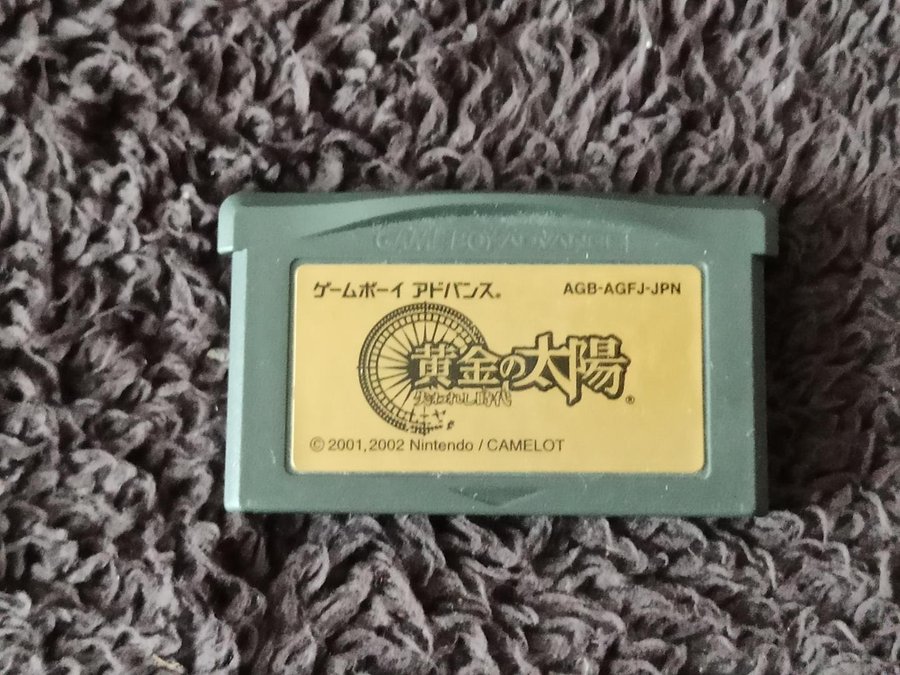 GAME BOY ADVANCE
ゲームボーイ アドバンス®
AGB-AGFJ-JPN
黄金の太陽®
失われし時代
© 2001, 2002 Nintendo / CAMELOT